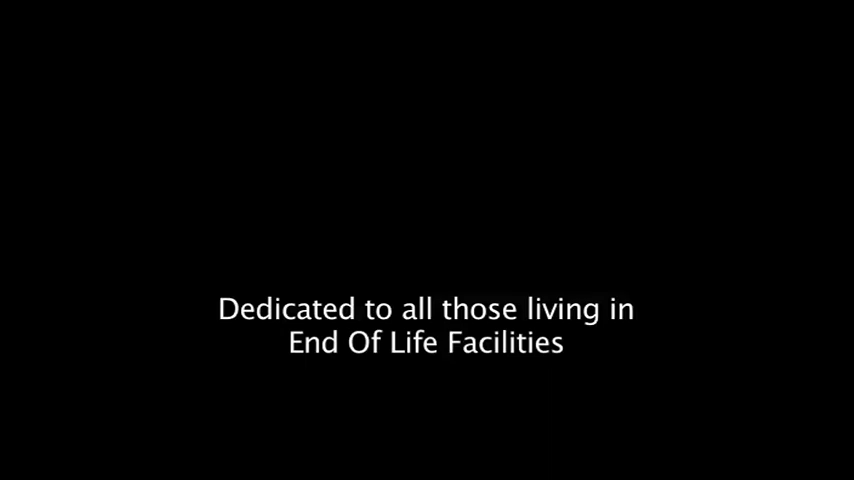 Dedicated to all those living in
End Of Life Facilities